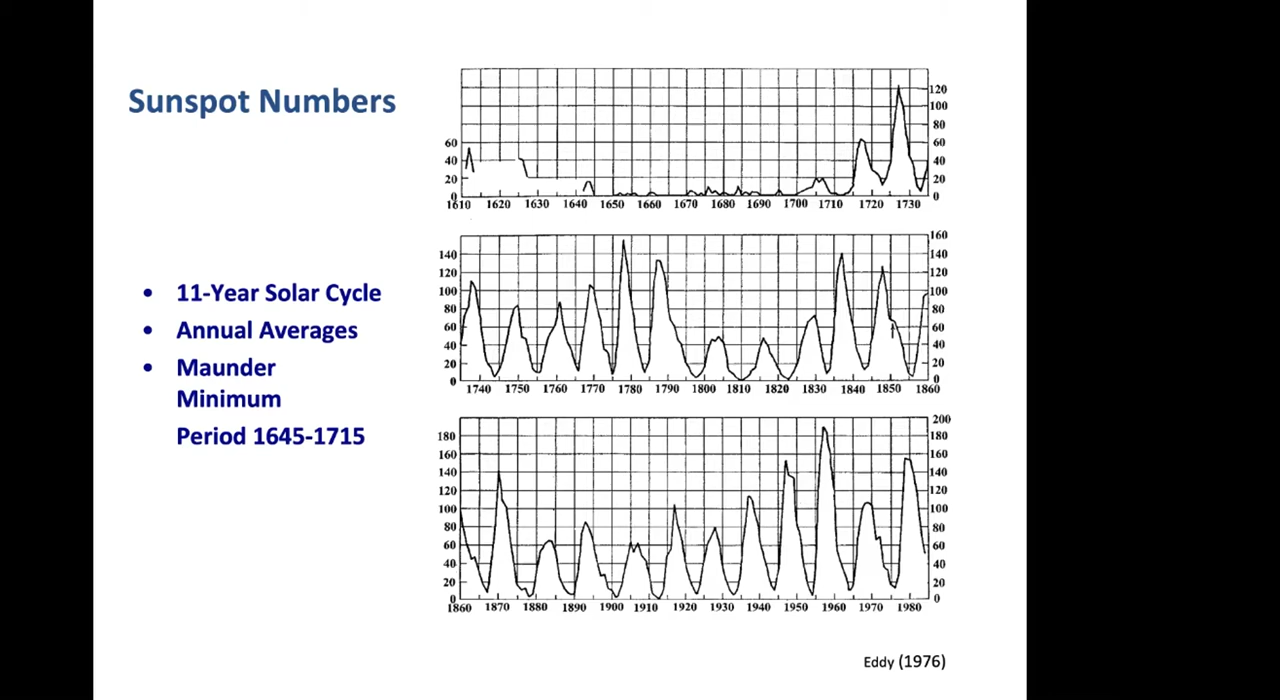 Sunspot Numbers
• 11-Year Solar Cycle
• Annual Averages
• Maunder
Minimum
Period 1645-1715
120
100
80
60 60
40 40
20 20
0 0
1610 1620 1630 1640 1650 1660 1670 1680 1690 1700 1710 1720 1730
160
140 140
120 120
100 100
80 80
60 60
40 40
20 20
0 0
1740 1750 1760 1770 1780 1790 1800 1810 1820 1830 1840 1850 1860
200
180 180
160 160
140 140
120 120
100 100
80 80
60 60
40 40
20 20
0 0
1860 1870 1880 1890 1900 1910 1920 1930 1940 1950 1960 1970 1980
Eddy (1976)